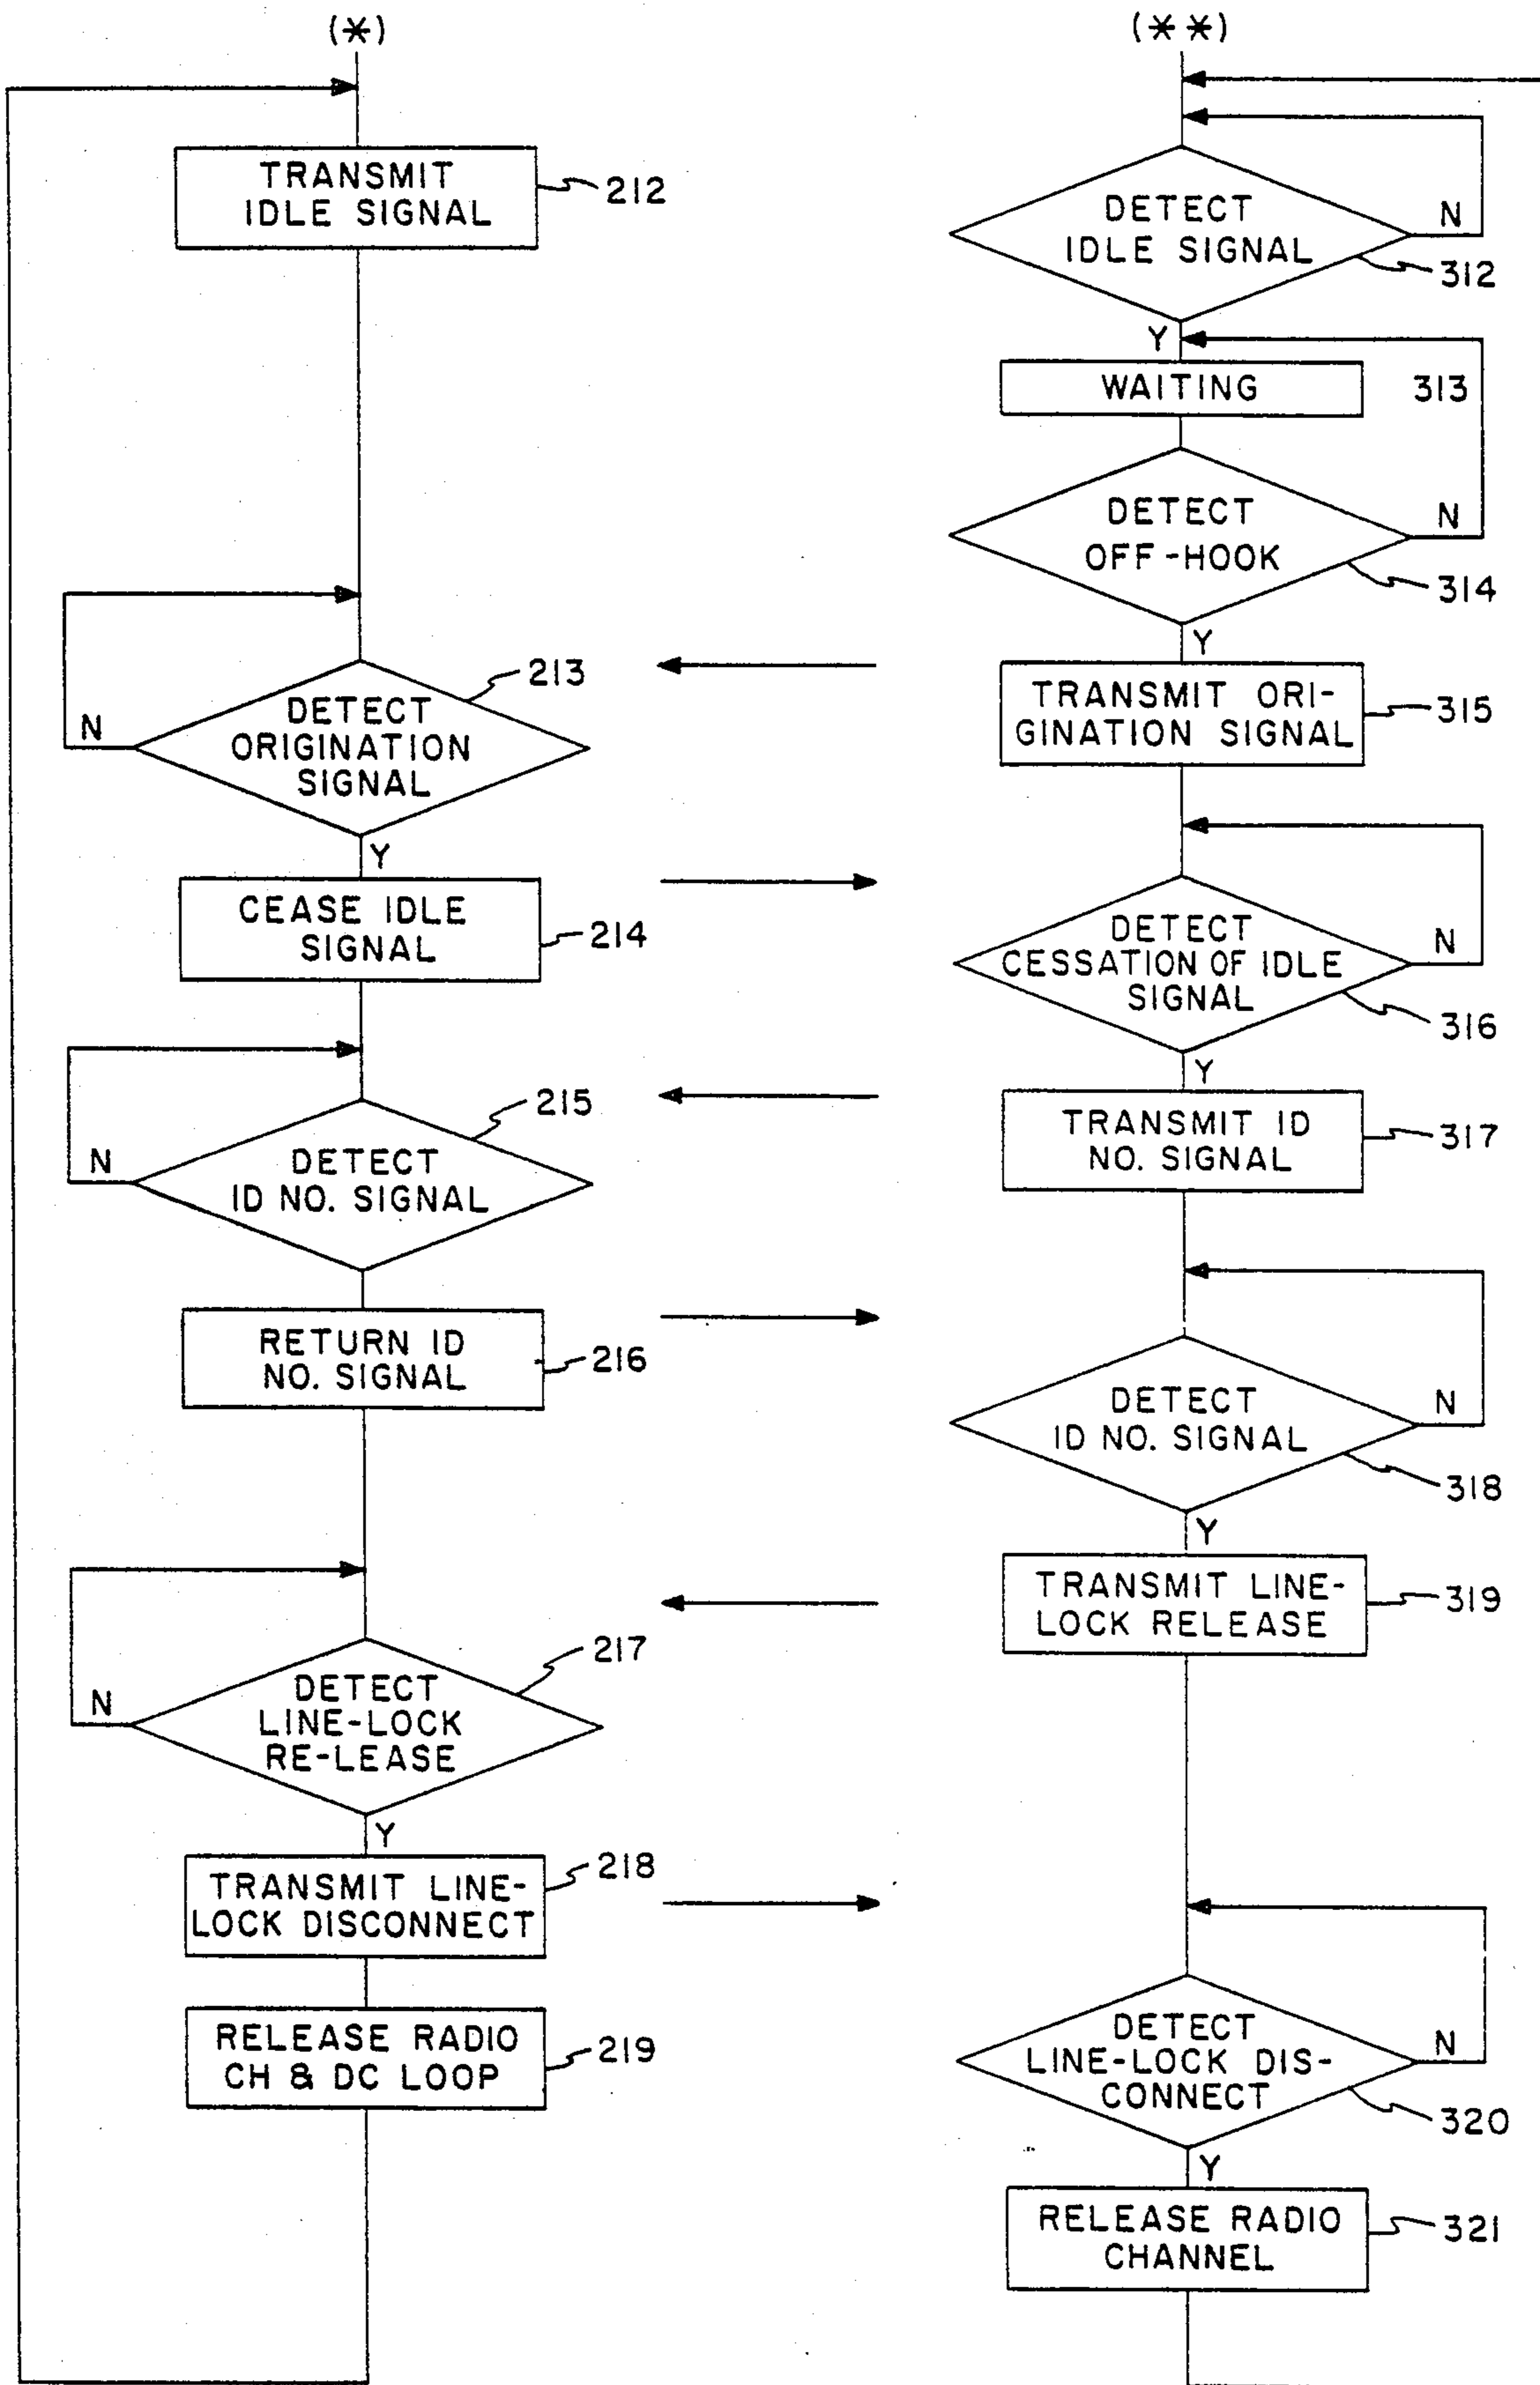 (*)
TRANSMIT
IDLE SIGNAL
212
N
DETECT
ORIGINATION
SIGNAL
213
Y
CEASE IDLE
SIGNAL
214
N
DETECT
ID NO. SIGNAL
215
RETURN ID
NO. SIGNAL
216
N
DETECT
LINE-LOCK
RE-LEASE
217
Y
TRANSMIT LINE-
LOCK DISCONNECT
218
RELEASE RADIO
CH & DC LOOP
219
(**)
DETECT
IDLE SIGNAL
N
312
Y
WAITING
313
DETECT
OFF-HOOK
N
314
Y
TRANSMIT ORI-
GINATION SIGNAL
315
DETECT
CESSATION OF IDLE
SIGNAL
N
316
Y
TRANSMIT ID
NO. SIGNAL
317
DETECT
ID NO. SIGNAL
N
318
Y
TRANSMIT LINE-
LOCK RELEASE
319
DETECT
LINE-LOCK DIS-
CONNECT
N
320
Y
RELEASE RADIO
CHANNEL
321